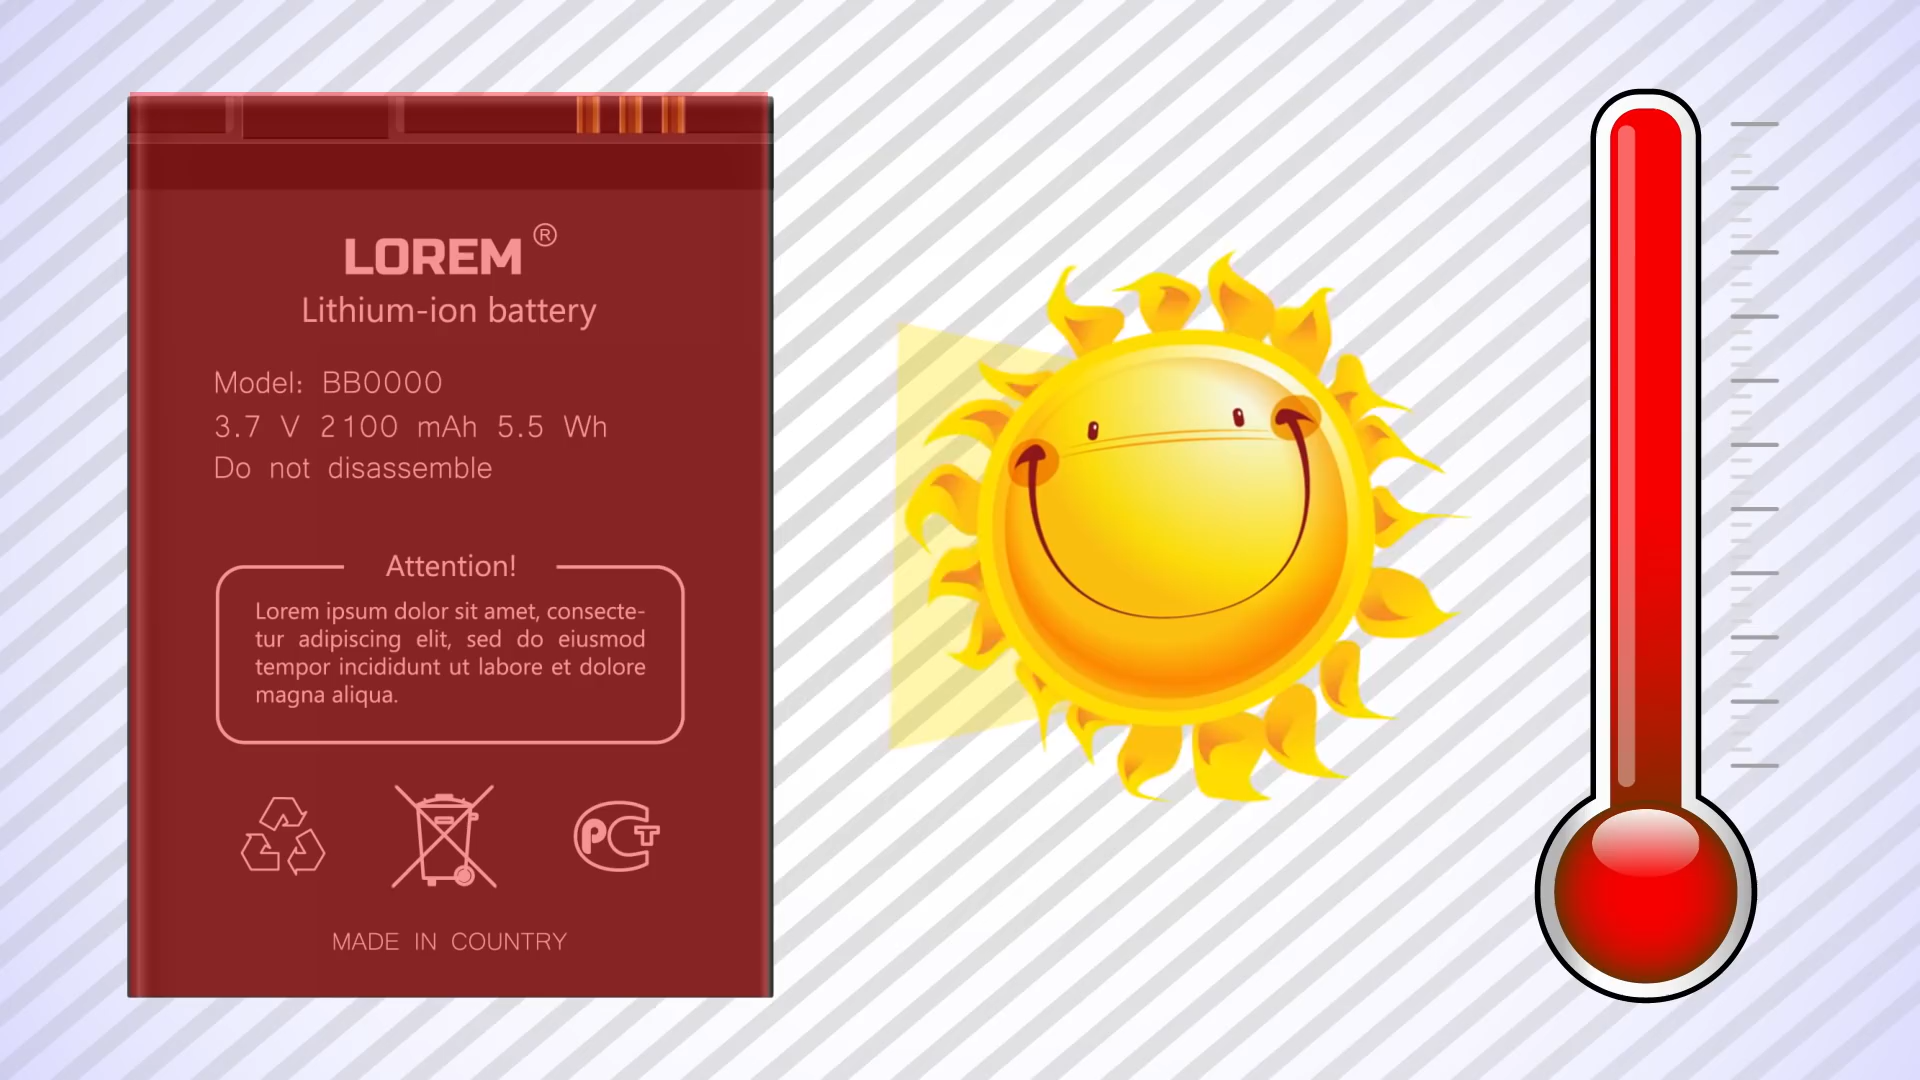 LOREM ®
Lithium-ion battery
Model: BB0000
3.7 V 2100 mAh 5.5 Wh
Do not disassemble
Attention!
Lorem ipsum dolor sit amet, consecte-
tur adipiscing elit, sed do eiusmod
tempor incididunt ut labore et dolore
magna aliqua.
РСТ
MADE IN COUNTRY